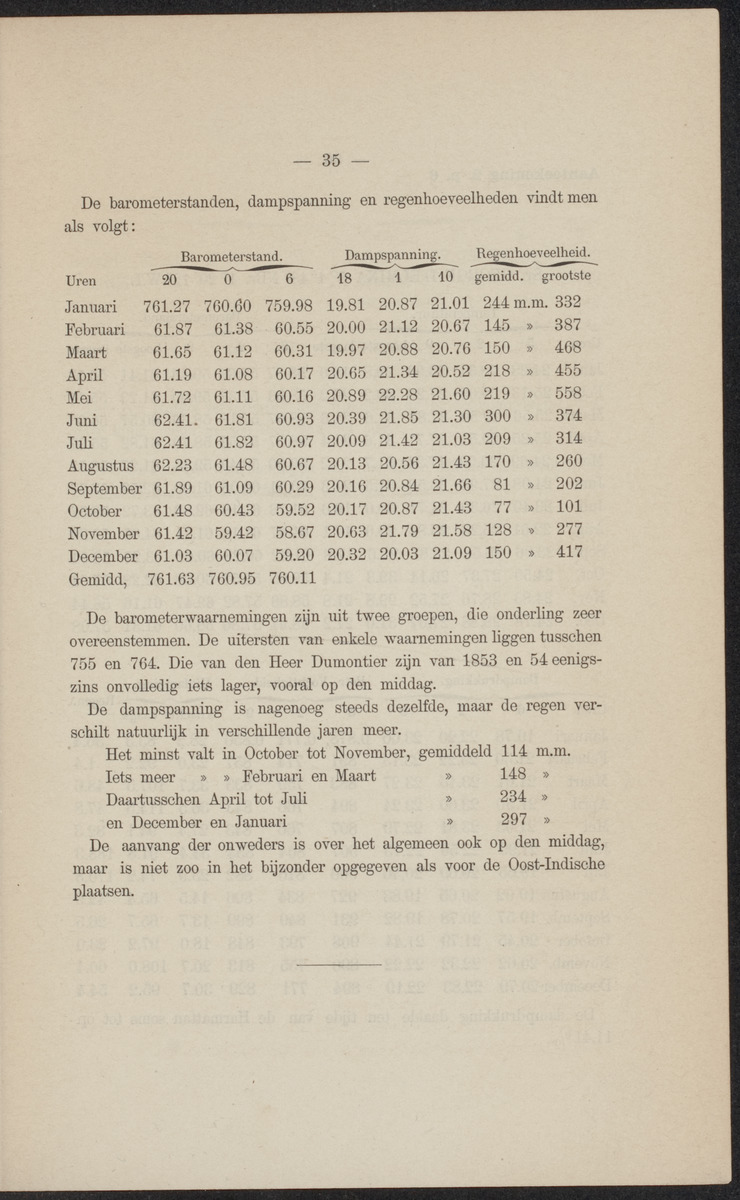 — 35 —
De barometerstanden, dampspanning en regenhoeveelheden vindt men
als volgt:
Barometerstand. Dampspanning. Regenhoeveelheid.
Uren 20 0 6 18 1 10 gemidd. grootste
Januari 761.27 760.60 759.98 19.81 20.87 21.01 244 m.m. 332
Februari 61.87 61.38 60.55 20.00 21.12 20.67 145 » 387
Maart 61.65 61.12 60.31 19.97 20.88 20.76 150 » 468
April 61.19 61.08 60.17 20.65 21.34 20.52 218 » 455
Mei 61.72 61.11 60.16 20.89 22.28 21.60 219 » 558
Juni 62.41. 61.81 60.93 20.39 21.85 21.30 300 » 374
Juli 62.41 61.82 60.97 20.09 21.42 21.03 209 » 314
Augustus 62.23 61.48 60.67 20.13 20.56 21.43 170 » 260
September 61.89 61.09 60.29 20.16 20.84 21.66 81 » 202
October 61.48 60.43 59.52 20.17 20.87 21.43 77 » 101
November 61.42 59.42 58.67 20.63 21.79 21.58 128 » 277
December 61.03 60.07 59.20 20.32 20.03 21.09 150 » 417
Gemidd, 761.63 760.95 760.11
De barometerwaarnemingen zijn uit twee groepen, die onderling zeer
overeenstemmen. De uitersten van enkele waarnemingen liggen tusschen
755 en 764. Die van den Heer Dumontier zijn van 1853 en 54 eenigs-
zins onvolledig iets lager, vooral op den middag.
De dampspanning is nagenoeg steeds dezelfde, maar de regen ver-
schilt natuurlijk in verschillende jaren meer.
Het minst valt in October tot November, gemiddeld 114 m.m.
Iets meer » » Februari en Maart » 148 »
Daartusschen April tot Juli » 234 »
en December en Januari » 297 »
De aanvang der onweders is over het algemeen ook op den middag,
maar is niet zoo in het bijzonder opgegeven als voor de Oost-Indische
plaatsen.